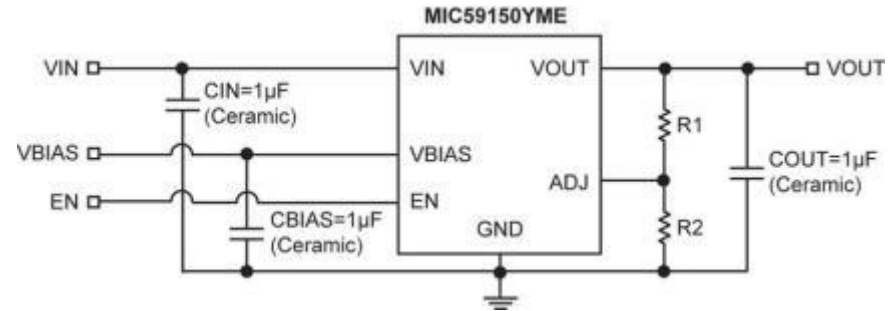 MIC59150YME
VIN
VIN
VOUT
VOUT
CIN=1µF
(Ceramic)
R1
VBIAS
VBIAS
COUT=1µF
(Ceramic)
ADJ
EN
EN
CBIAS=1µF
(Ceramic)
GND
R2